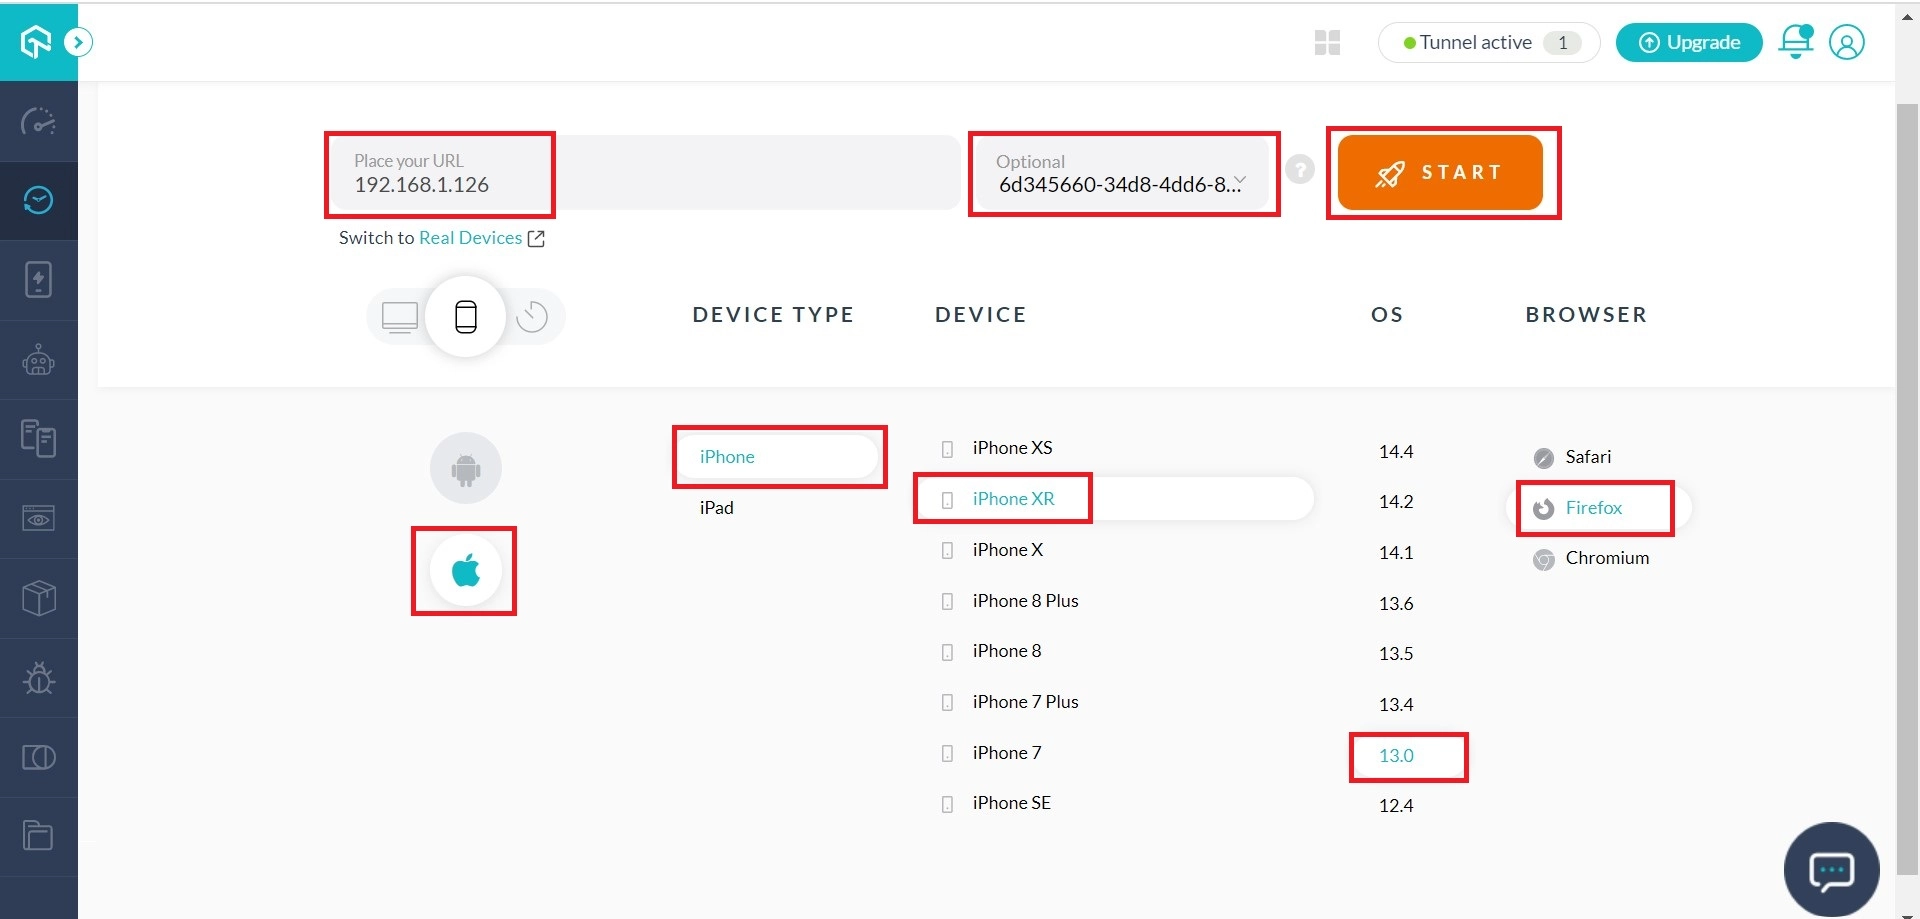 Tunnel active 1
Upgrade
Place your URL
192.168.1.126
Optional
6d345660-34d8-4dd6-8...
?
START
Switch to Real Devices
DEVICE TYPE
DEVICE
OS
BROWSER
iPhone
iPad
iPhone XS
iPhone XR
iPhone X
iPhone 8 Plus
iPhone 8
iPhone 7 Plus
iPhone 7
iPhone SE
14.4
14.2
14.1
13.6
13.5
13.4
13.0
12.4
Safari
Firefox
Chromium